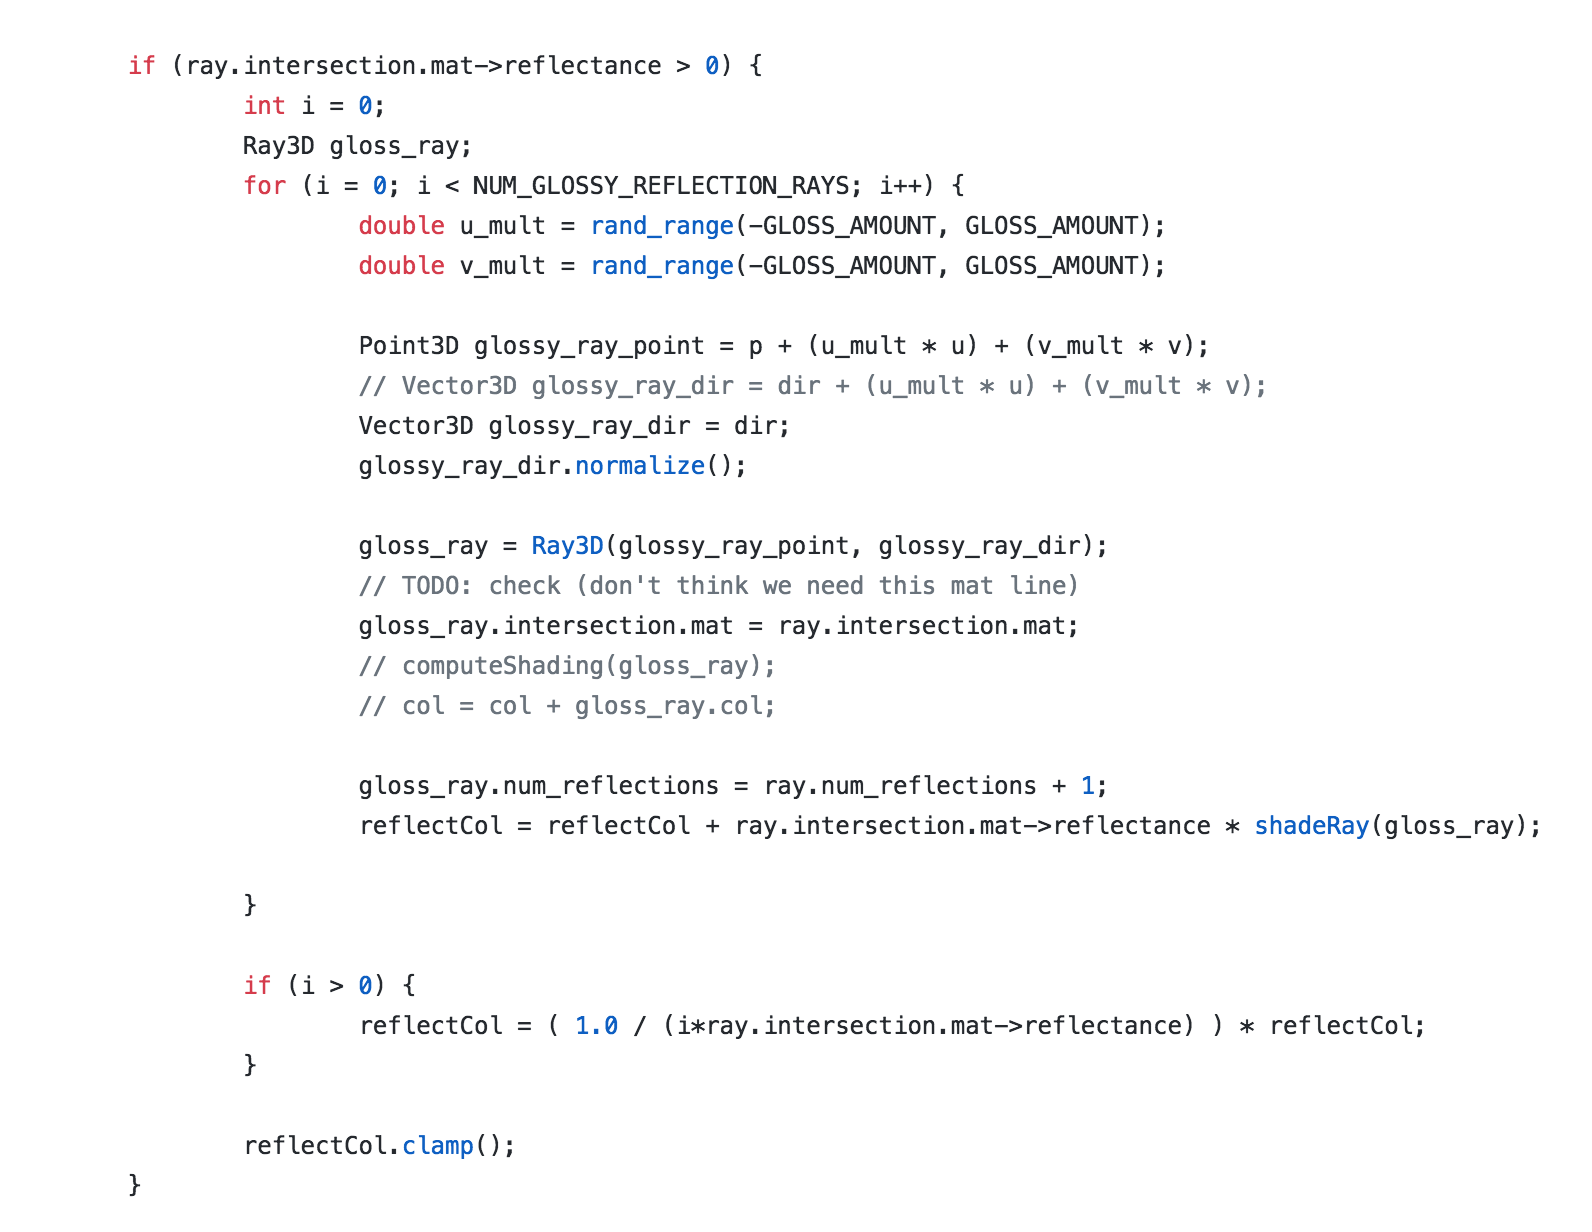 if (ray.intersection.mat->reflectance > 0) {
int i = 0;
Ray3D gloss_ray;
for (i = 0; i < NUM_GLOSSY_REFLECTION_RAYS; i++) {
double u_mult = rand_range(-GLOSS_AMOUNT, GLOSS_AMOUNT);
double v_mult = rand_range(-GLOSS_AMOUNT, GLOSS_AMOUNT);
Point3D glossy_ray_point = p + (u_mult * u) + (v_mult * v);
// Vector3D glossy_ray_dir = dir + (u_mult * u) + (v_mult * v);
Vector3D glossy_ray_dir = dir;
glossy_ray_dir.normalize();
gloss_ray = Ray3D(glossy_ray_point, glossy_ray_dir);
// TODO: check (don't think we need this mat line)
gloss_ray.intersection.mat = ray.intersection.mat;
// computeShading(gloss_ray);
// col = col + gloss_ray.col;
gloss_ray.num_reflections = ray.num_reflections + 1;
reflectCol = reflectCol + ray.intersection.mat->reflectance * shadeRay(gloss_ray);
}
if (i > 0) {
reflectCol = ( 1.0 / (i*ray.intersection.mat->reflectance) ) * reflectCol;
}
reflectCol.clamp();
}